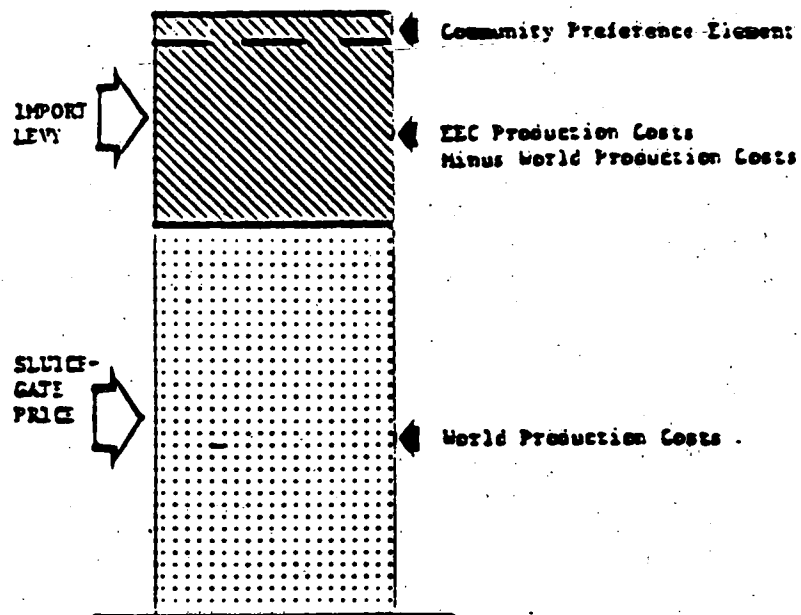 Community Preference Element
IMPORT
LEVY
EEC Production Costs
Minus World Production Costs
SLUICE-
GATE
PRICE
World Production Costs